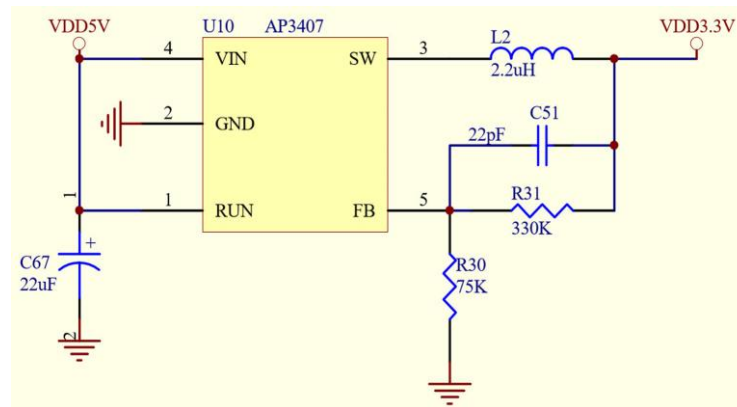 VDD5V
U10 AP3407
VDD3.3V
4 VIN
SW 3
L2
2.2uH
2 GND
C51
22pF
1
1 RUN
FB 5
R31
330K
+
C67
22uF
R30
75K
2